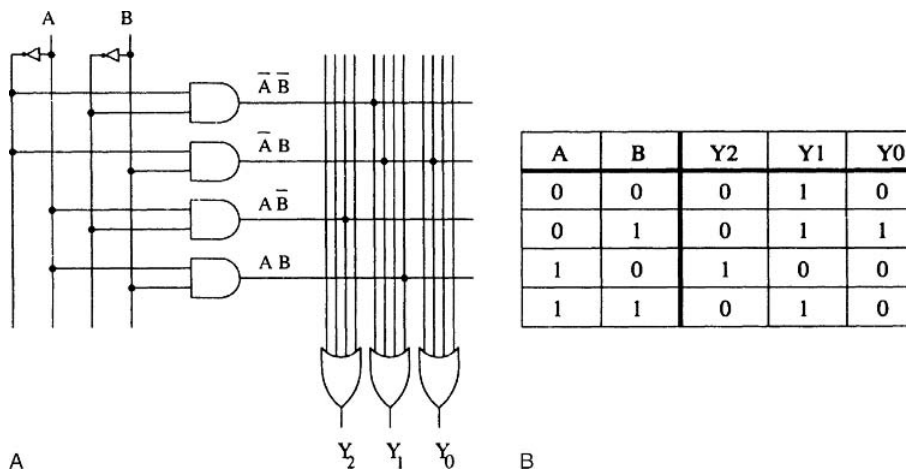 A B
A̅ B̅
A̅ B
A B̅
A B
Y2 Y1 Y0
A
A B Y2 Y1 Y0
0 0 0 1 0
0 1 0 1 1
1 0 1 0 0
1 1 0 1 0
B